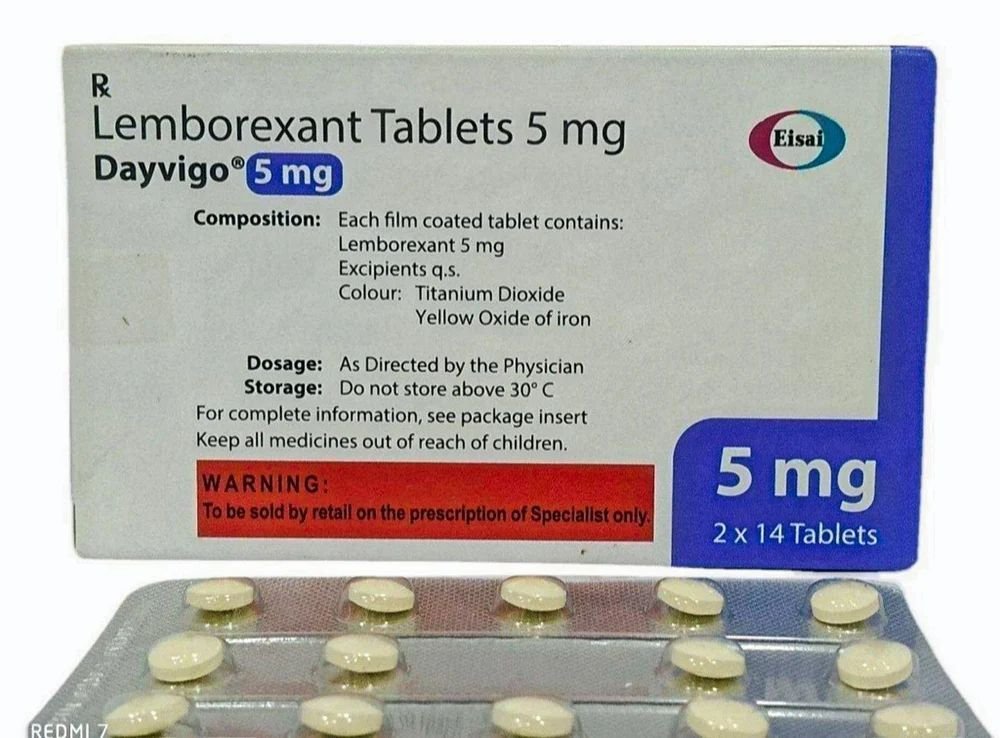 ℞
Lemborexant Tablets 5 mg
Eisai
Dayvigo® 5 mg
Composition: Each film coated tablet contains:
Lemborexant 5 mg
Excipients q.s.
Colour: Titanium Dioxide
Yellow Oxide of iron
Dosage: As Directed by the Physician
Storage: Do not store above 30° C
For complete information, see package insert
Keep all medicines out of reach of children.
WARNING:
To be sold by retail on the prescription of Specialist only.
5 mg
2 x 14 Tablets
REDMI 7